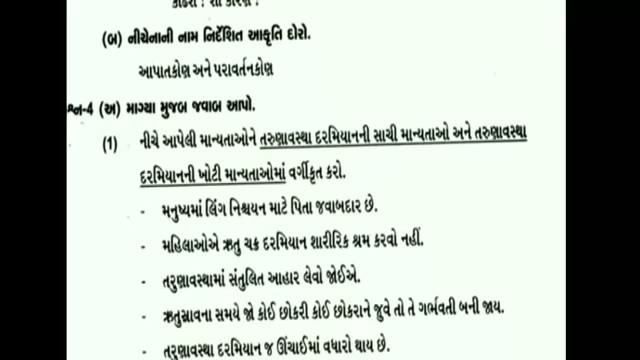 (બ) નીચેનાની નામ નિર્દેશિત આકૃતિ દોરો.
આપાતકોણ અને પરાવર્તનકોણ
શ્ન-4 (અ) માગ્યા મુજબ જવાબ આપો.
(1) નીચે આપેલી માન્યતાઓને તરુણાવસ્થા દરમિયાનની સાચી માન્યતાઓ અને તરુણાવસ્થા
દરમિયાનની ખોટી માન્યતાઓમાં વર્ગીકૃત કરો.
- મનુષ્યમાં લિંગ નિશ્ચયન માટે પિતા જવાબદાર છે.
- મહિલાઓએ ઋતુ ચક્ર દરમિયાન શારીરિક શ્રમ કરવો નહીં.
- તરુણાવસ્થામાં સંતુલિત આહાર લેવો જોઈએ.
- ઋતુસ્રાવના સમયે જો કોઈ છોકરી કોઈ છોકરાને જુવે તો તે ગર્ભવતી બની જાય.
- તરુણાવસ્થા દરમિયાન જ ઊંચાઈમાં વધારો થાય છે.